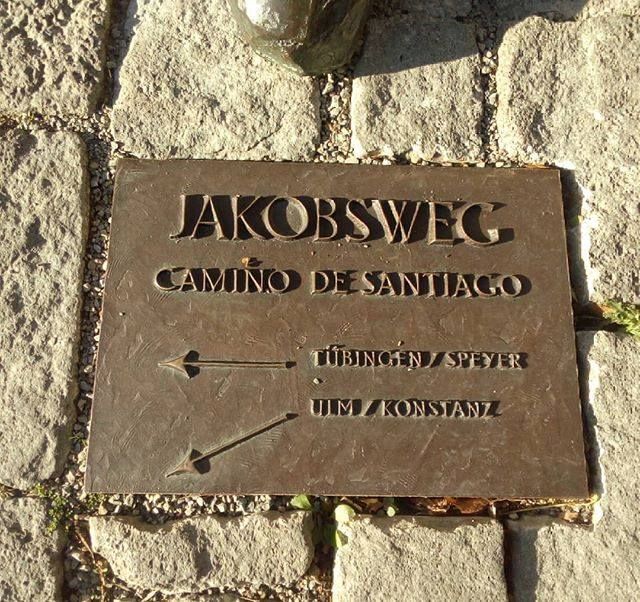 JAKOBSWEG
CAMIÑO DE SANTIAGO
TÜBINGEN / SPEYER
ULM / KONSTANZ